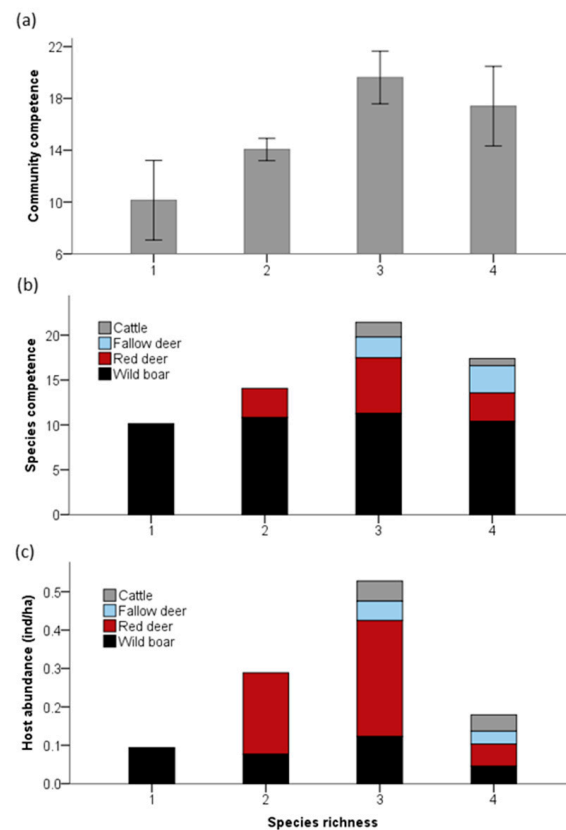 (a)
Community competence
22
18
14
10
6
1 2 3 4
(b)
Species competence
20
15
10
5
0
Cattle
Fallow deer
Red deer
Wild boar
1 2 3 4
(c)
Host abundance (ind/ha)
0.5
0.4
0.3
0.2
0.1
0.0
Cattle
Fallow deer
Red deer
Wild boar
1 2 3 4
Species richness